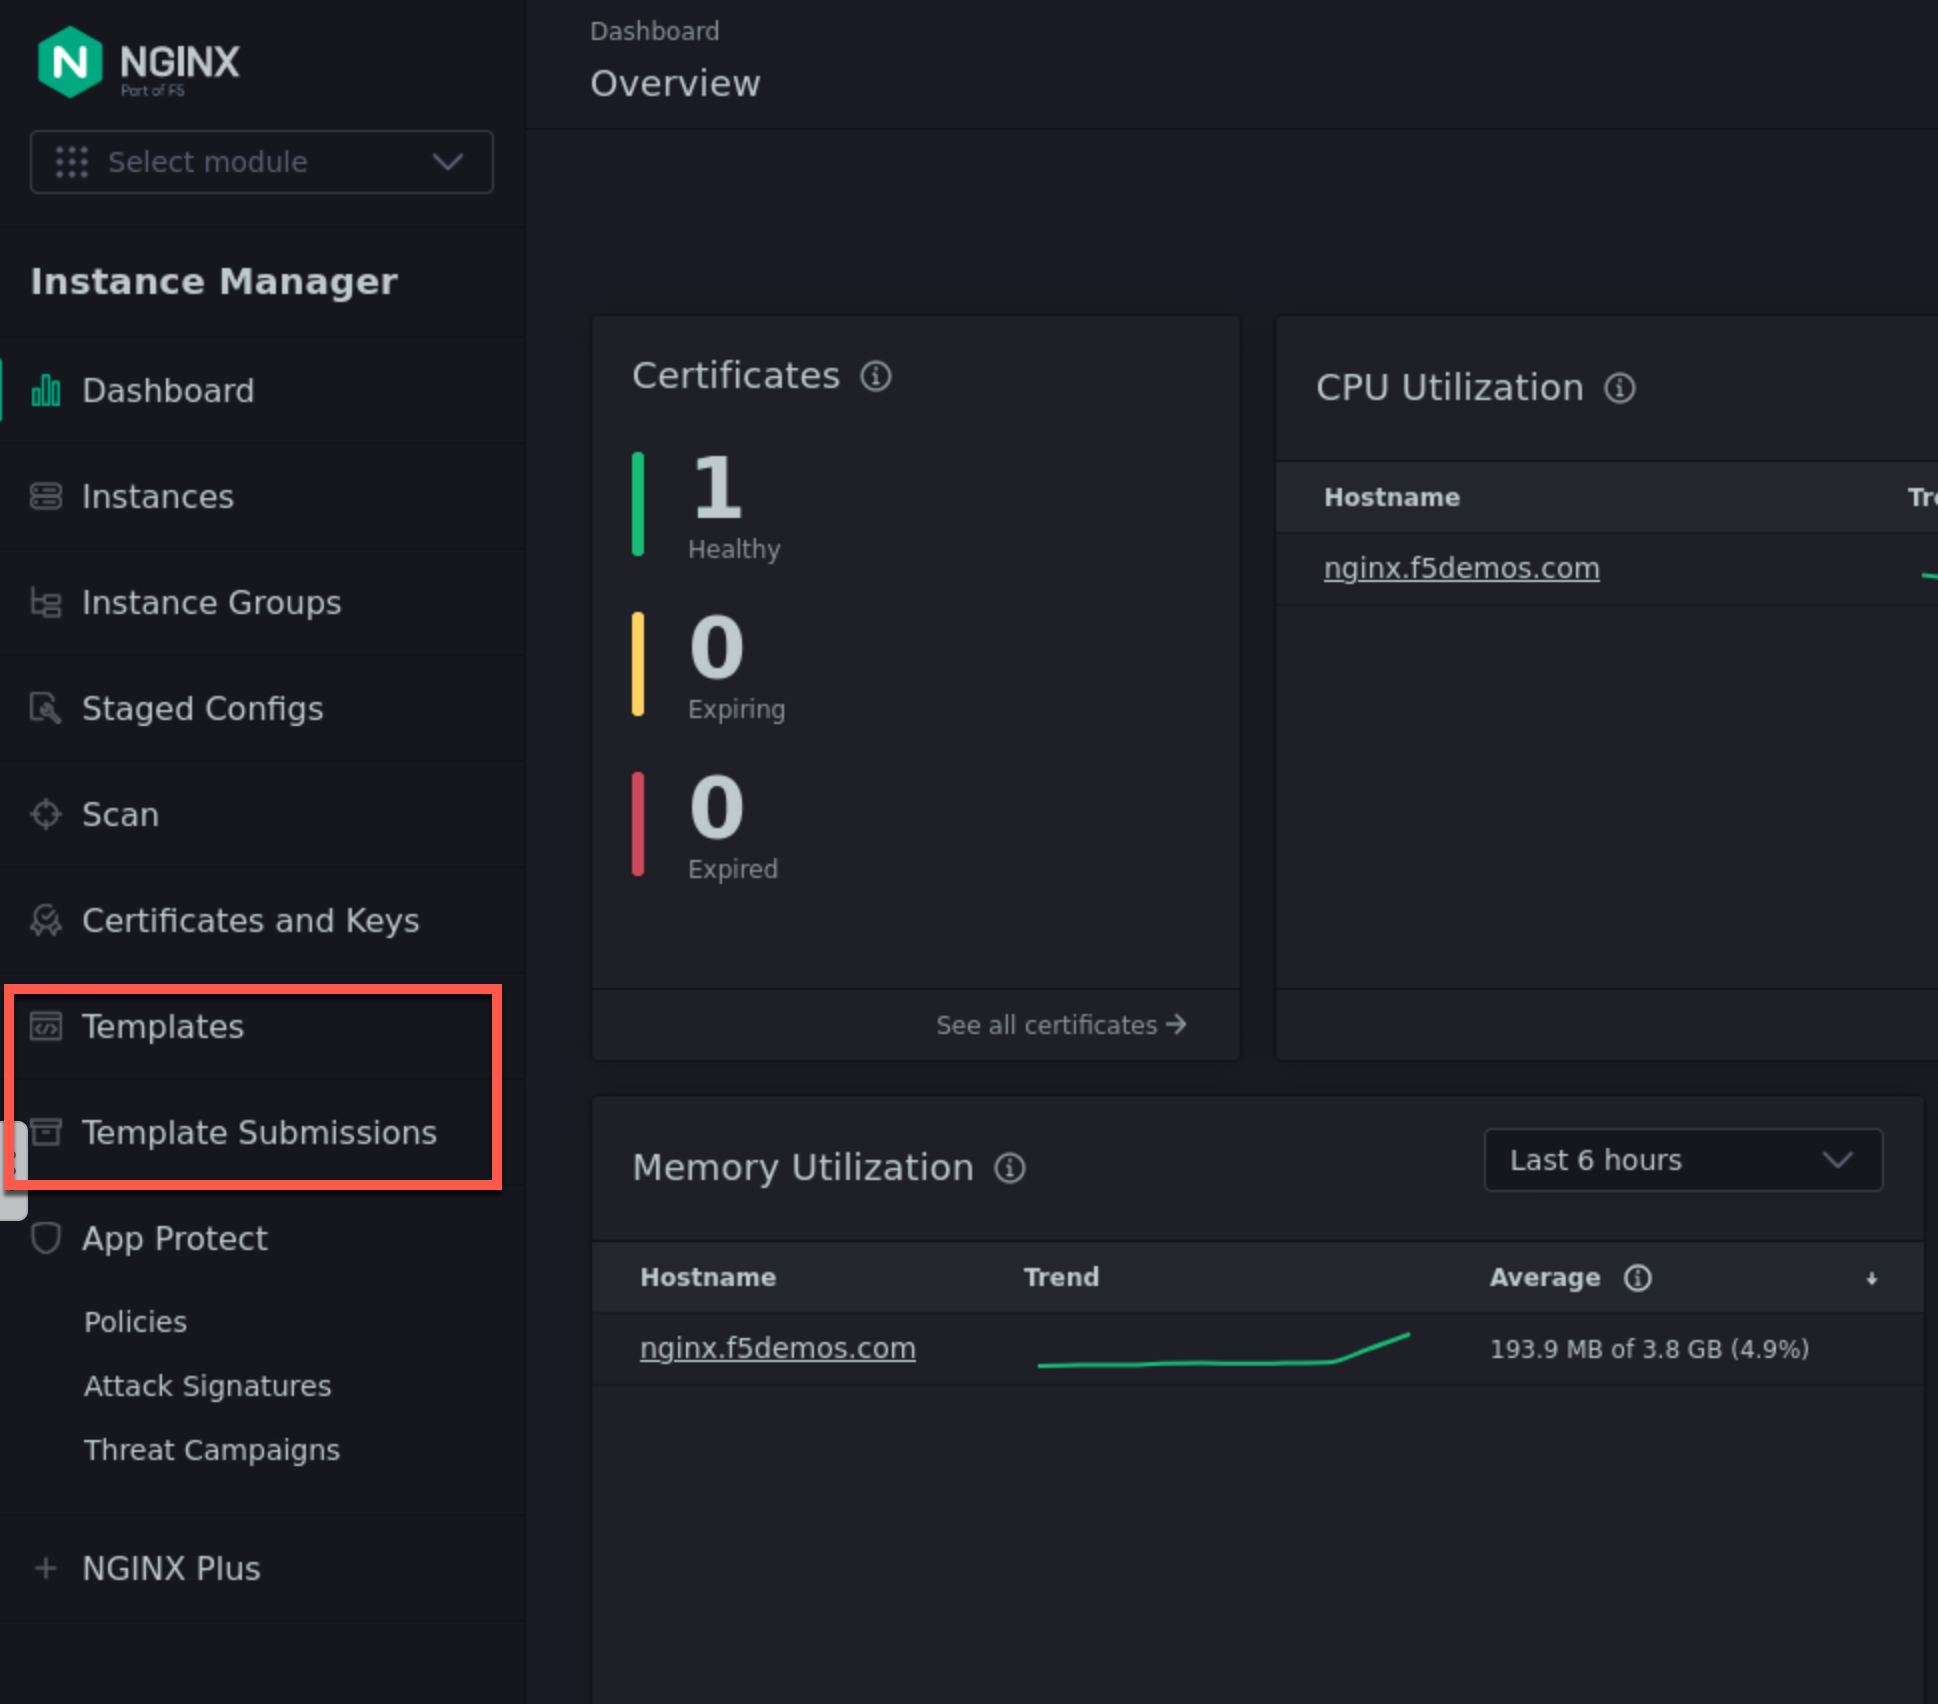 NGINX
Part of F5
Select module
Instance Manager
Dashboard
Instances
Instance Groups
Staged Configs
Scan
Certificates and Keys
Templates
Template Submissions
App Protect
Policies
Attack Signatures
Threat Campaigns
NGINX Plus
Dashboard
Overview
Certificates
1
Healthy
0
Expiring
0
Expired
See all certificates
CPU Utilization
Hostname
nginx.f5demos.com
Memory Utilization
Last 6 hours
Hostname Trend Average
nginx.f5demos.com 193.9 MB of 3.8 GB (4.9%)